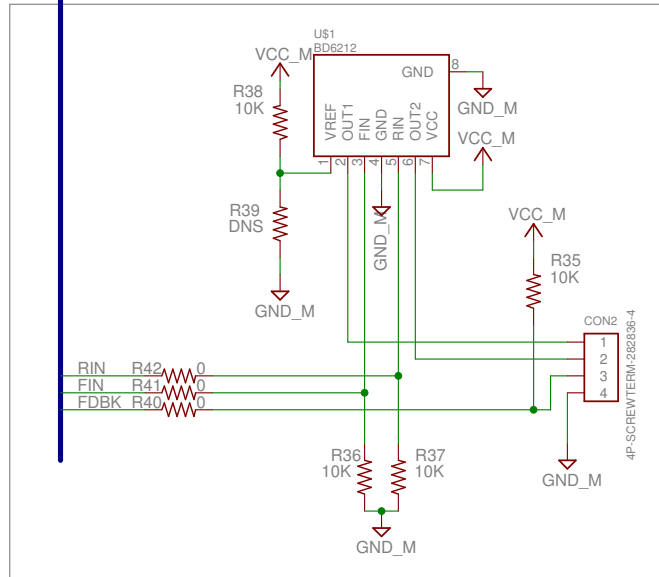 U$1
BD6212
VCC_M
GND
8
R38
10K
GND_M
VREF
OUT1
FIN
GND
RIN
OUT2
VCC
VCC_M
1
2
3
4
5
6
7
R39
DNS
GND_M
VCC_M
R35
10K
GND_M
CON2
1
2
3
4
4P-SCREWTERM-282836-4
RIN R42 0
FIN R41 0
FDBK R40 0
R36
10K
R37
10K
GND_M
GND_M